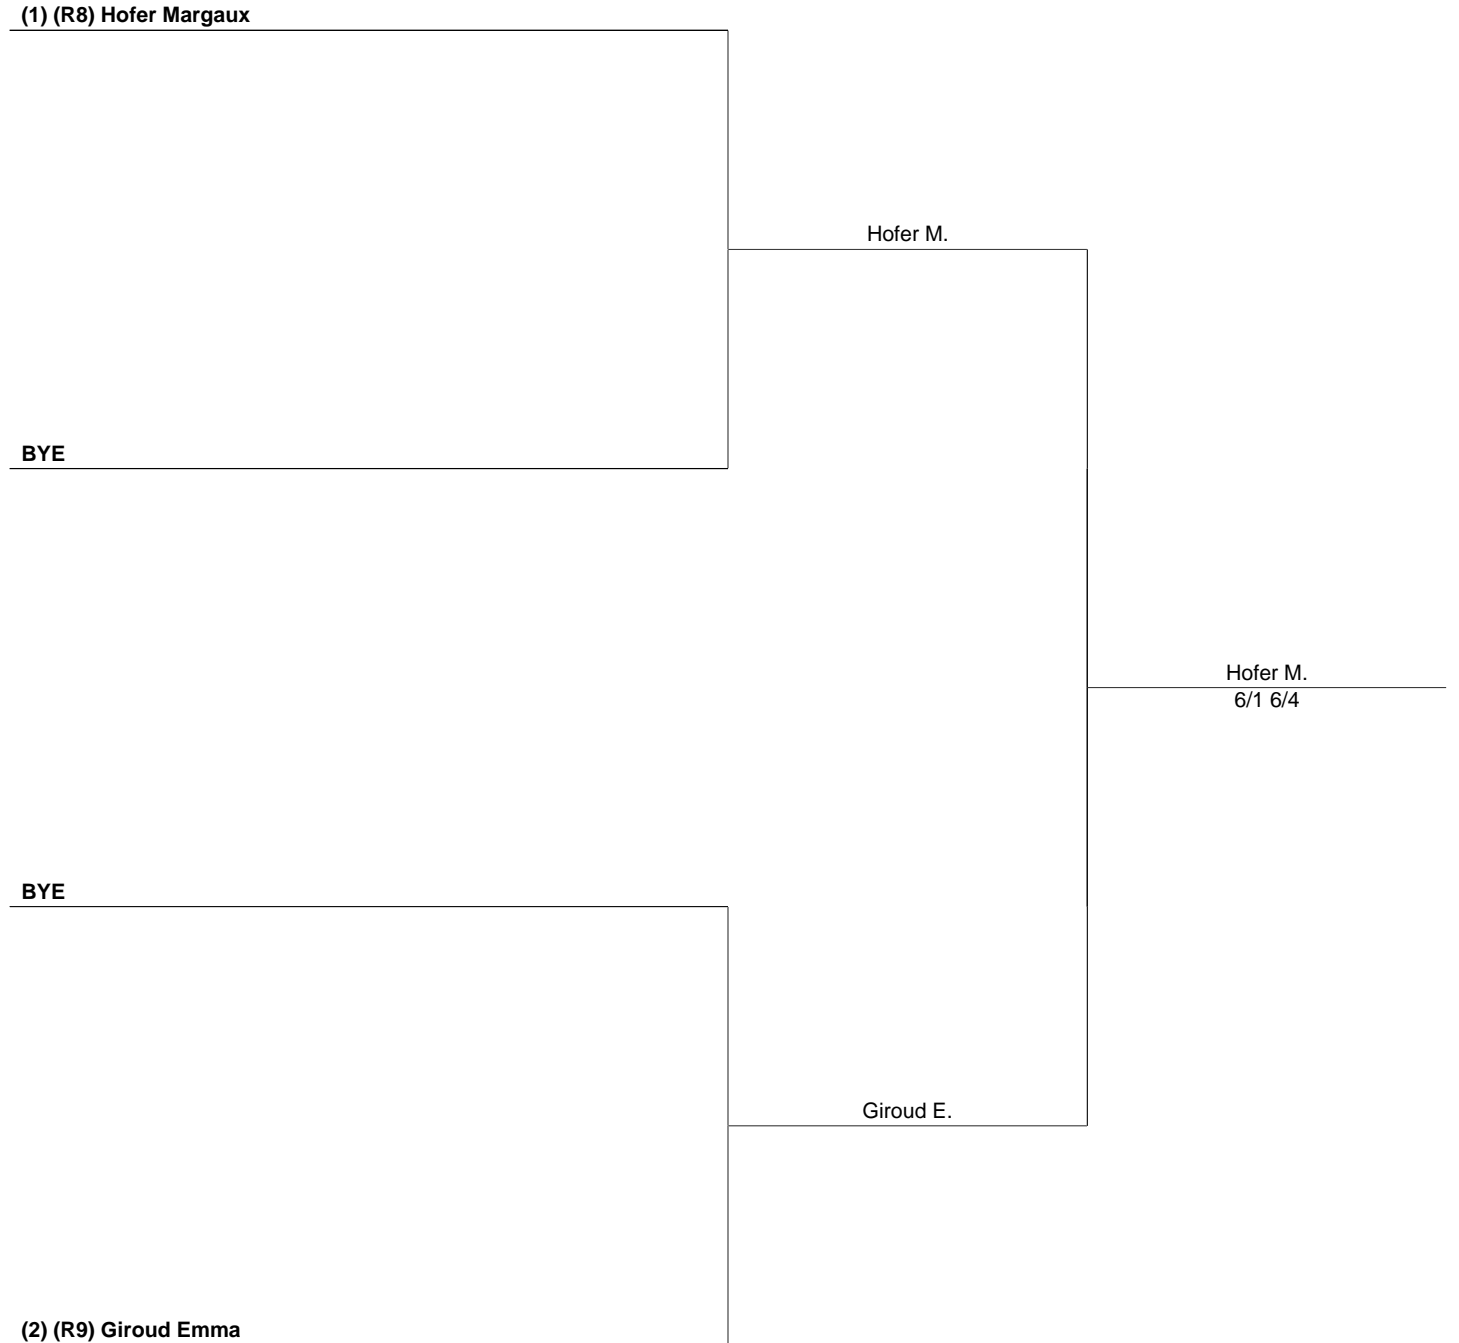 (1) (R8) Hofer Margaux
Hofer M.
BYE
Hofer M.
6/1 6/4
BYE
Giroud E.
(2) (R9) Giroud Emma